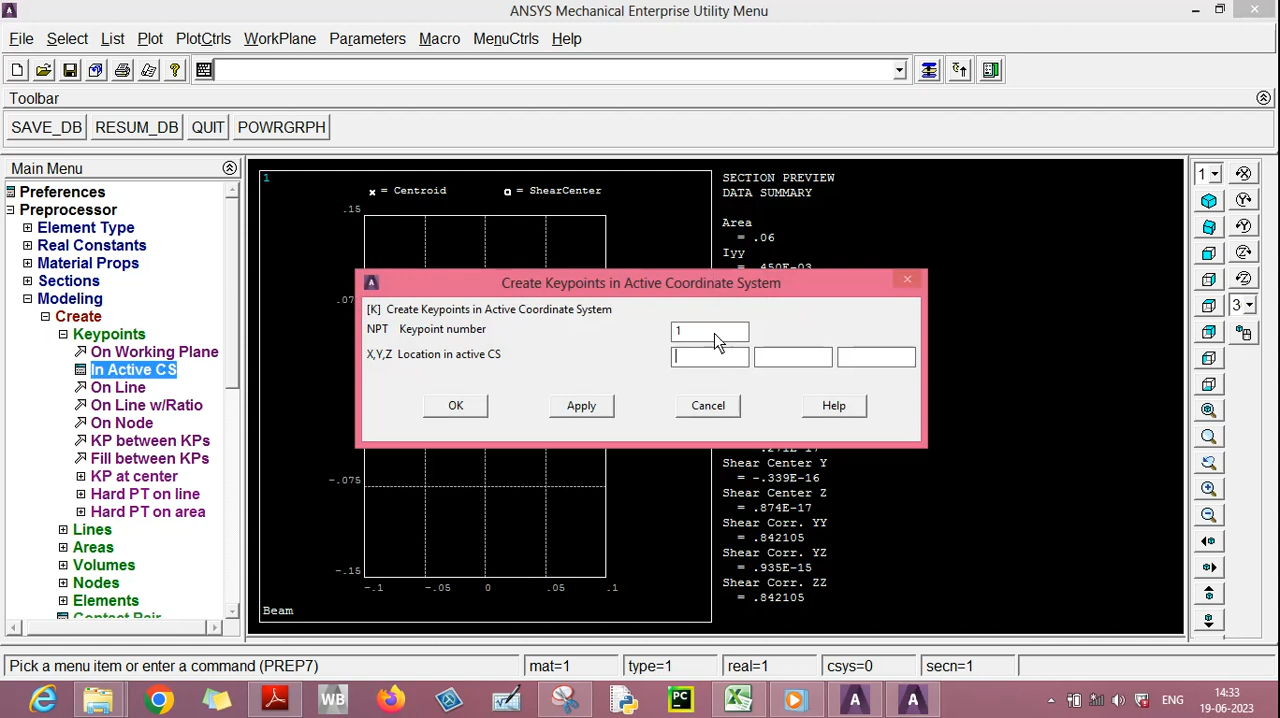 ANSYS Mechanical Enterprise Utility Menu
File Select List Plot PlotCtrls WorkPlane Parameters Macro MenuCtrls Help
Toolbar
SAVE_DB RESUM_DB QUIT POWRGRPH
Main Menu
Preferences
Preprocessor
Element Type
Real Constants
Material Props
Sections
Modeling
Create
Keypoints
On Working Plane
In Active CS
On Line
On Line w/Ratio
On Node
KP between KPs
Fill between KPs
KP at center
Hard PT on line
Hard PT on area
Lines
Areas
Volumes
Nodes
Elements
Contact Pair
1
x = Centroid
o = ShearCenter
.15
.07
-.075
-.15
-.1 -.05 0 .05 .1
Beam
SECTION PREVIEW
DATA SUMMARY
Area
= .06
Iyy
= .450E-03
Create Keypoints in Active Coordinate System
[K] Create Keypoints in Active Coordinate System
NPT Keypoint number 1
X,Y,Z Location in active CS
OK Apply Cancel Help
Shear Center Y
= -.339E-16
Shear Center Z
= .874E-17
Shear Corr. YY
= .842105
Shear Corr. YZ
= .935E-15
Shear Corr. ZZ
= .842105
1
3
Pick a menu item or enter a command (PREP7) mat=1 type=1 real=1 csys=0 secn=1
WB
PC
ENG
14:33
19-06-2023